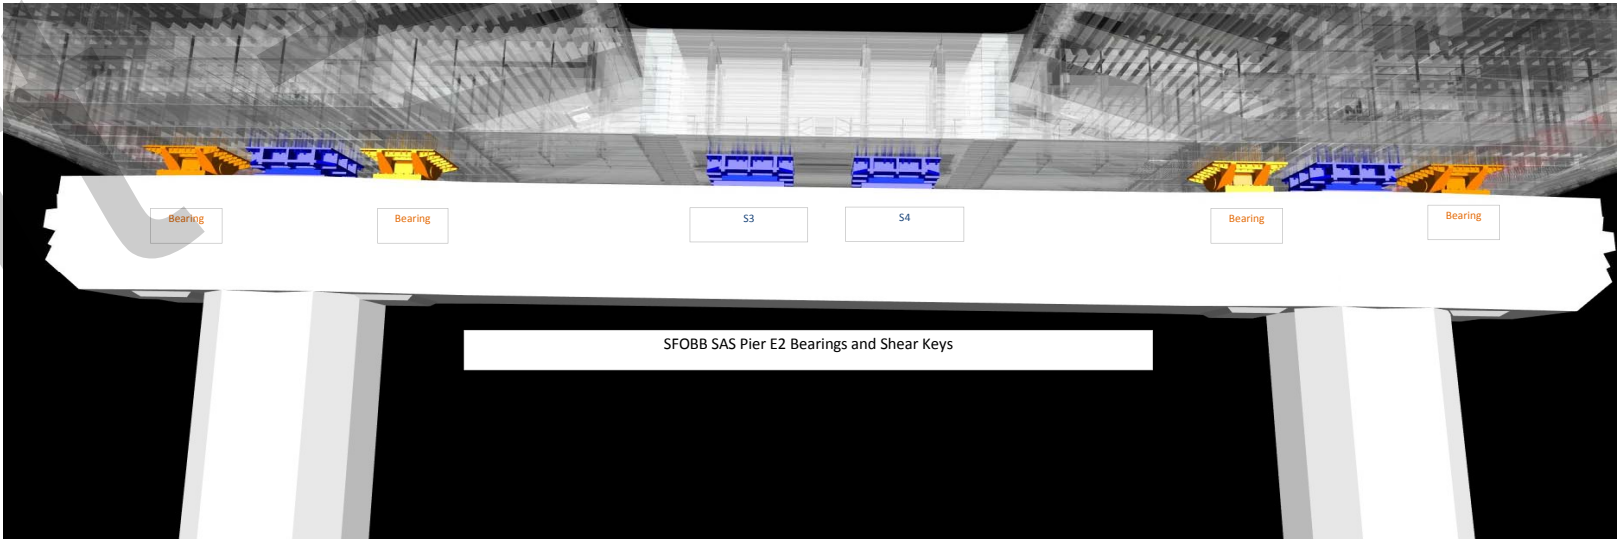 Bearing
Bearing
S3
S4
Bearing
Bearing
SFOBB SAS Pier E2 Bearings and Shear Keys